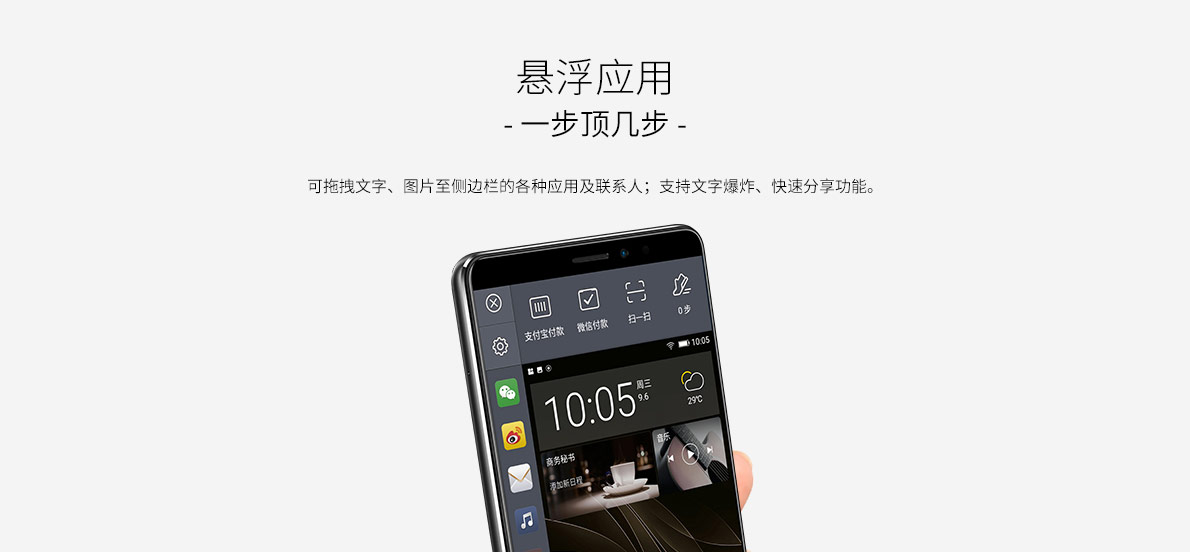 悬浮应用
- 一步顶几步 -
可拖拽文字、图片至侧边栏的各种应用及联系人；支持文字爆炸、快速分享功能。
支付宝付款
微信付款
扫一扫
0 步
10:05
10:05
周三
9.6
29℃
商务秘书
添加新日程
音乐